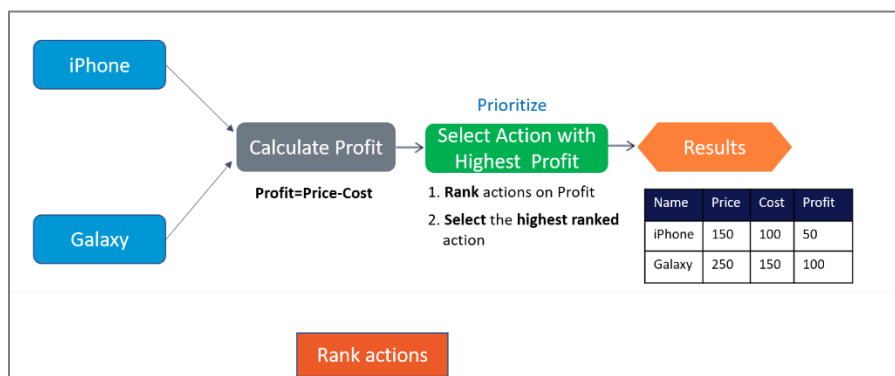 iPhone
Galaxy
Calculate Profit
Profit=Price-Cost
Prioritize
Select Action with
Highest Profit
1. Rank actions on Profit
2. Select the highest ranked
action
Results
Name Price Cost Profit
iPhone 150 100 50
Galaxy 250 150 100
Rank actions